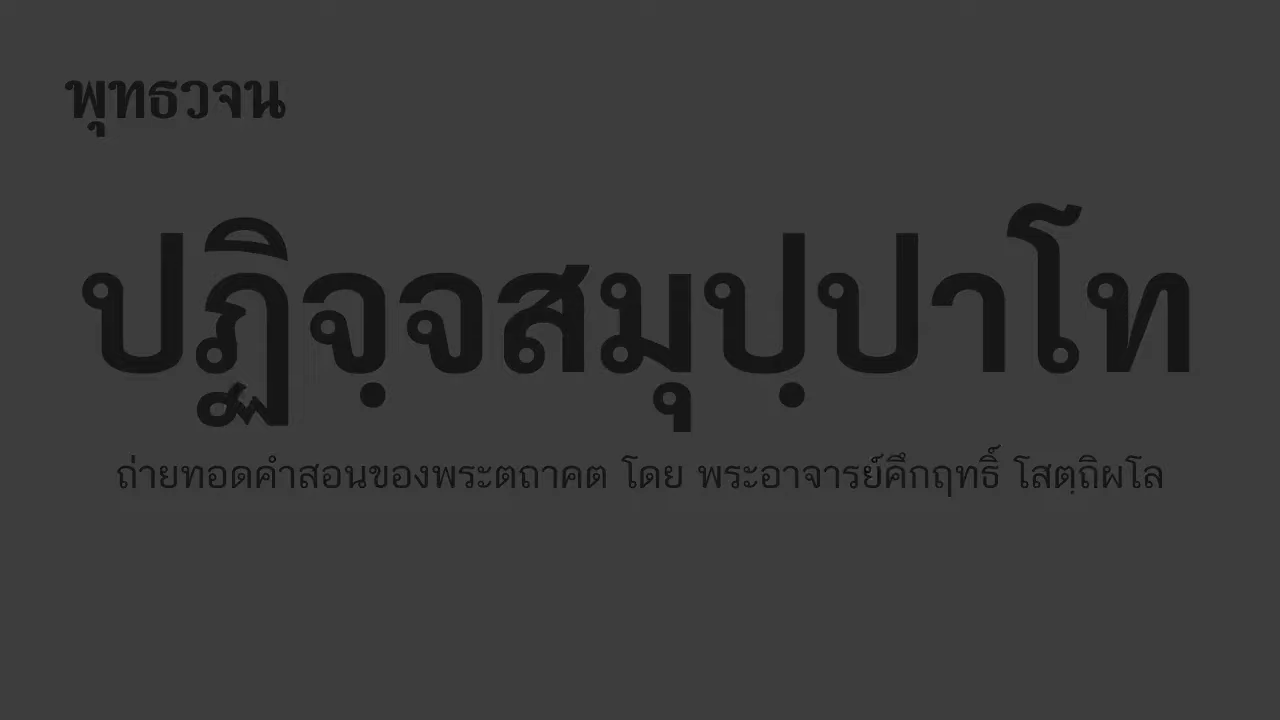 พุทธวจน
ปฏิจฺจสมุปฺปาโท
ถ่ายทอดคำสอนของพระตถาคต โดย พระอาจารย์คึกฤทธิ์ โสตฺถิผโล